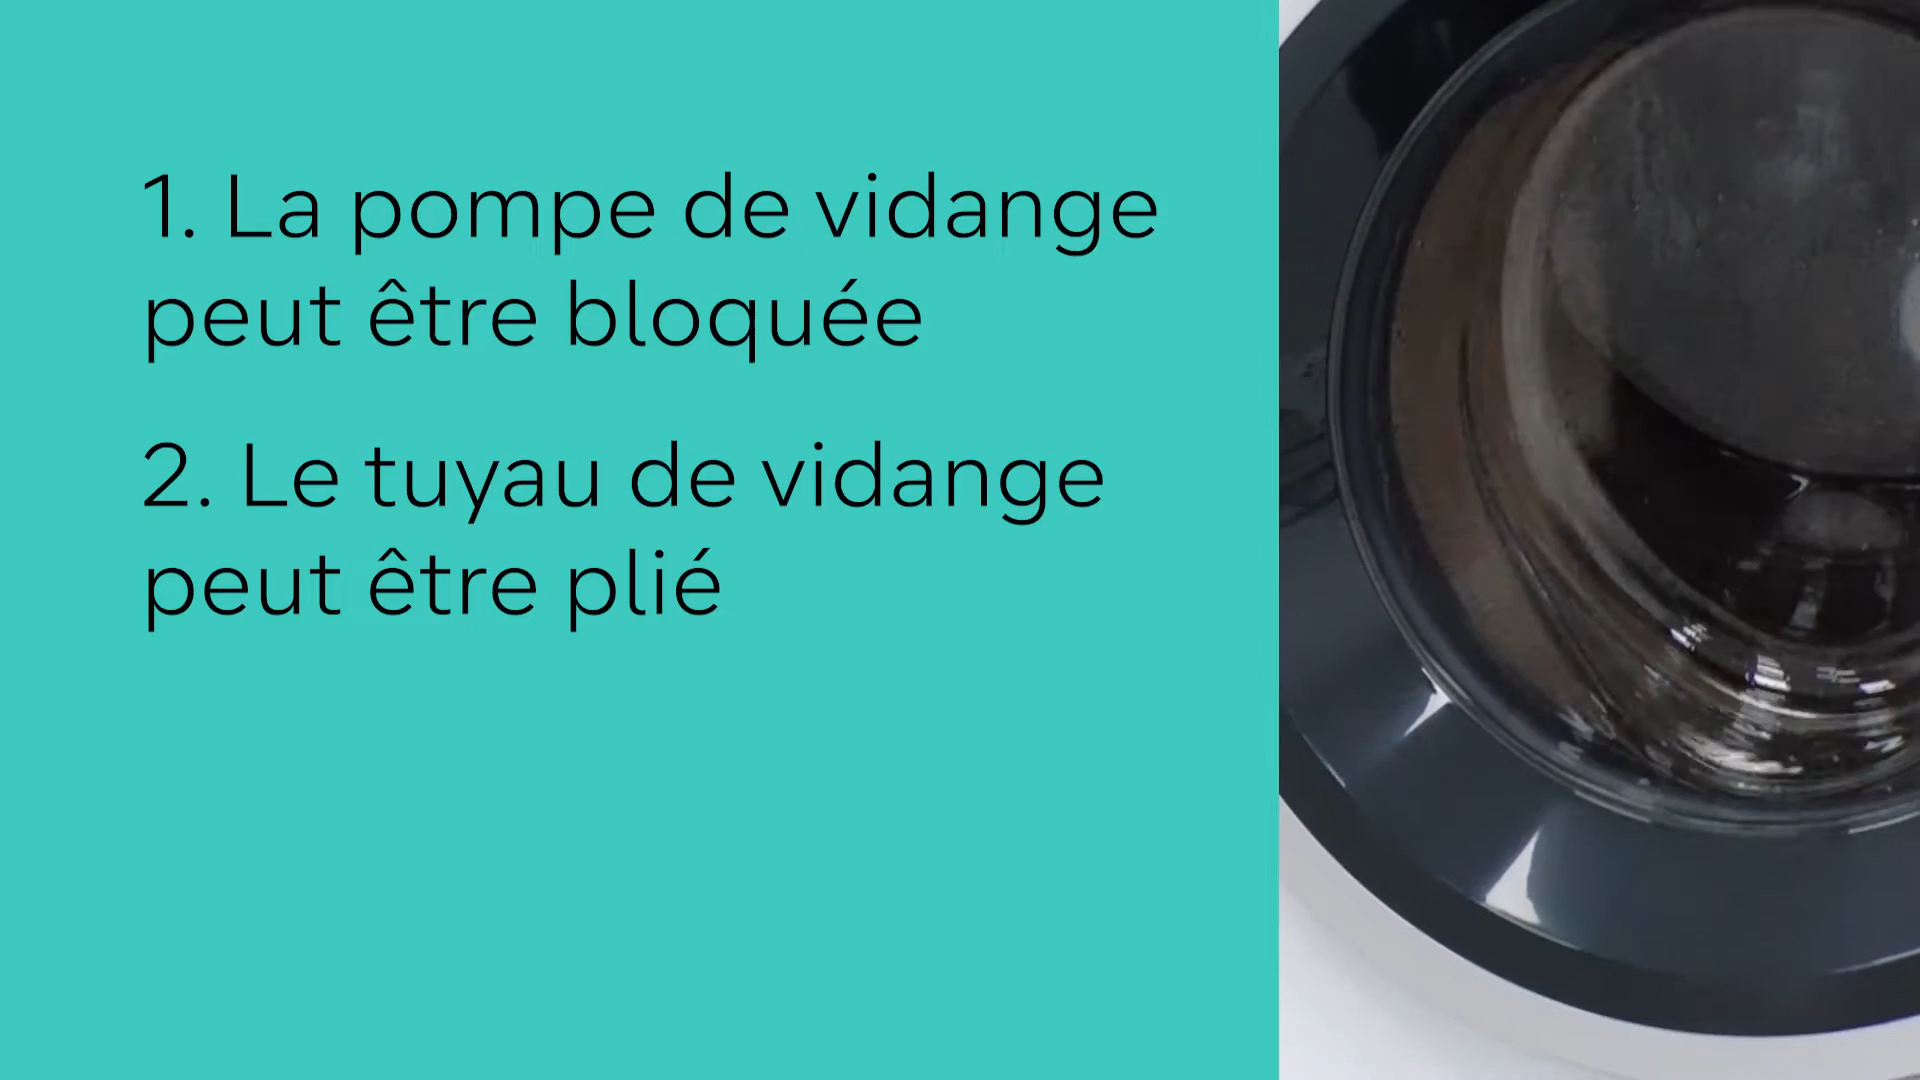 1. La pompe de vidange
peut être bloquée
2. Le tuyau de vidange
peut être plié